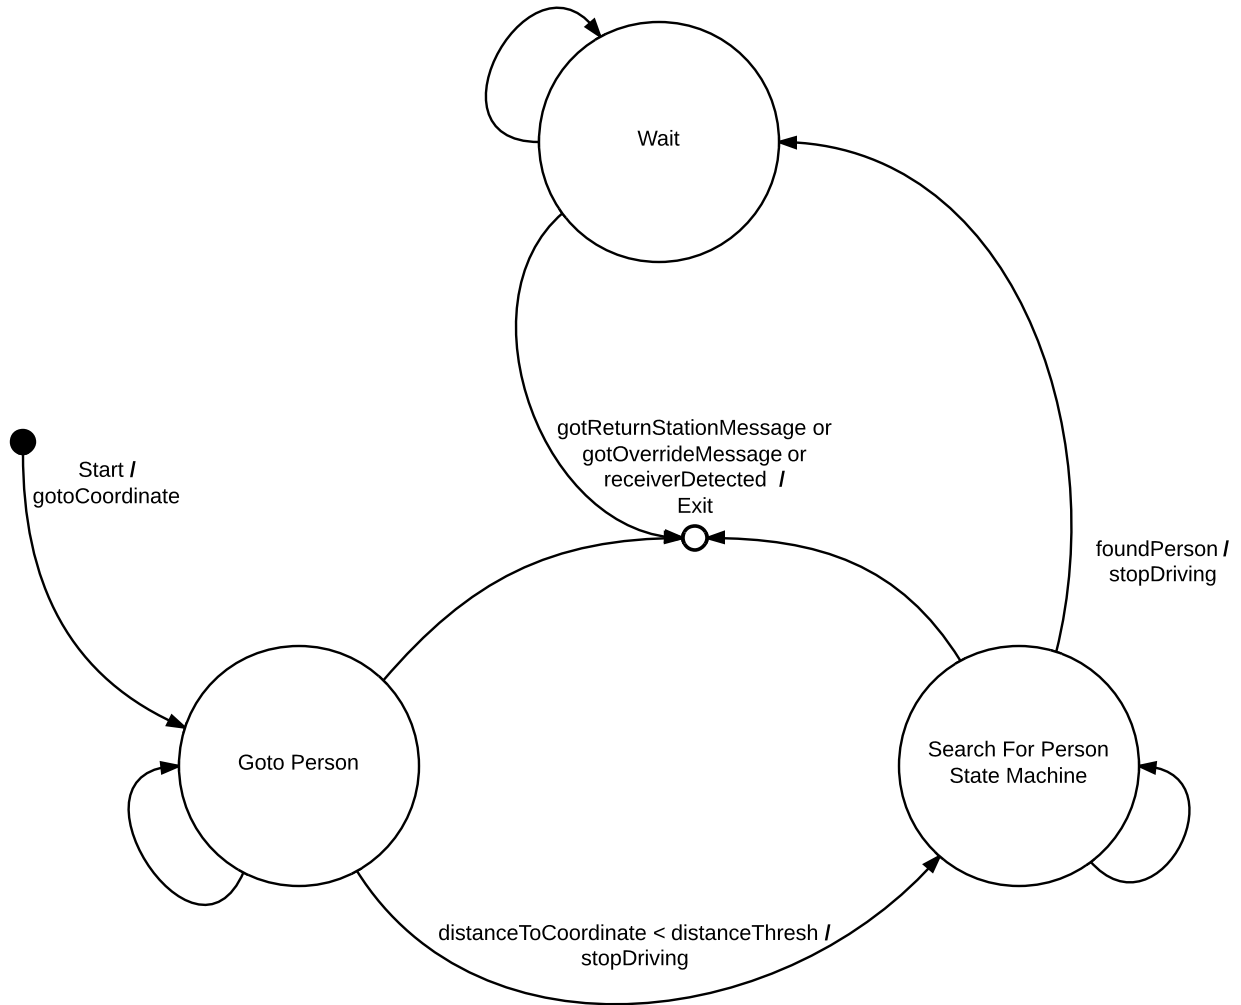 Wait
gotReturnStationMessage or
gotOverrideMessage or
receiverDetected /
Exit
Start /
gotoCoordinate
foundPerson /
stopDriving
Goto Person
Search For Person
State Machine
distanceToCoordinate < distanceThresh /
stopDriving